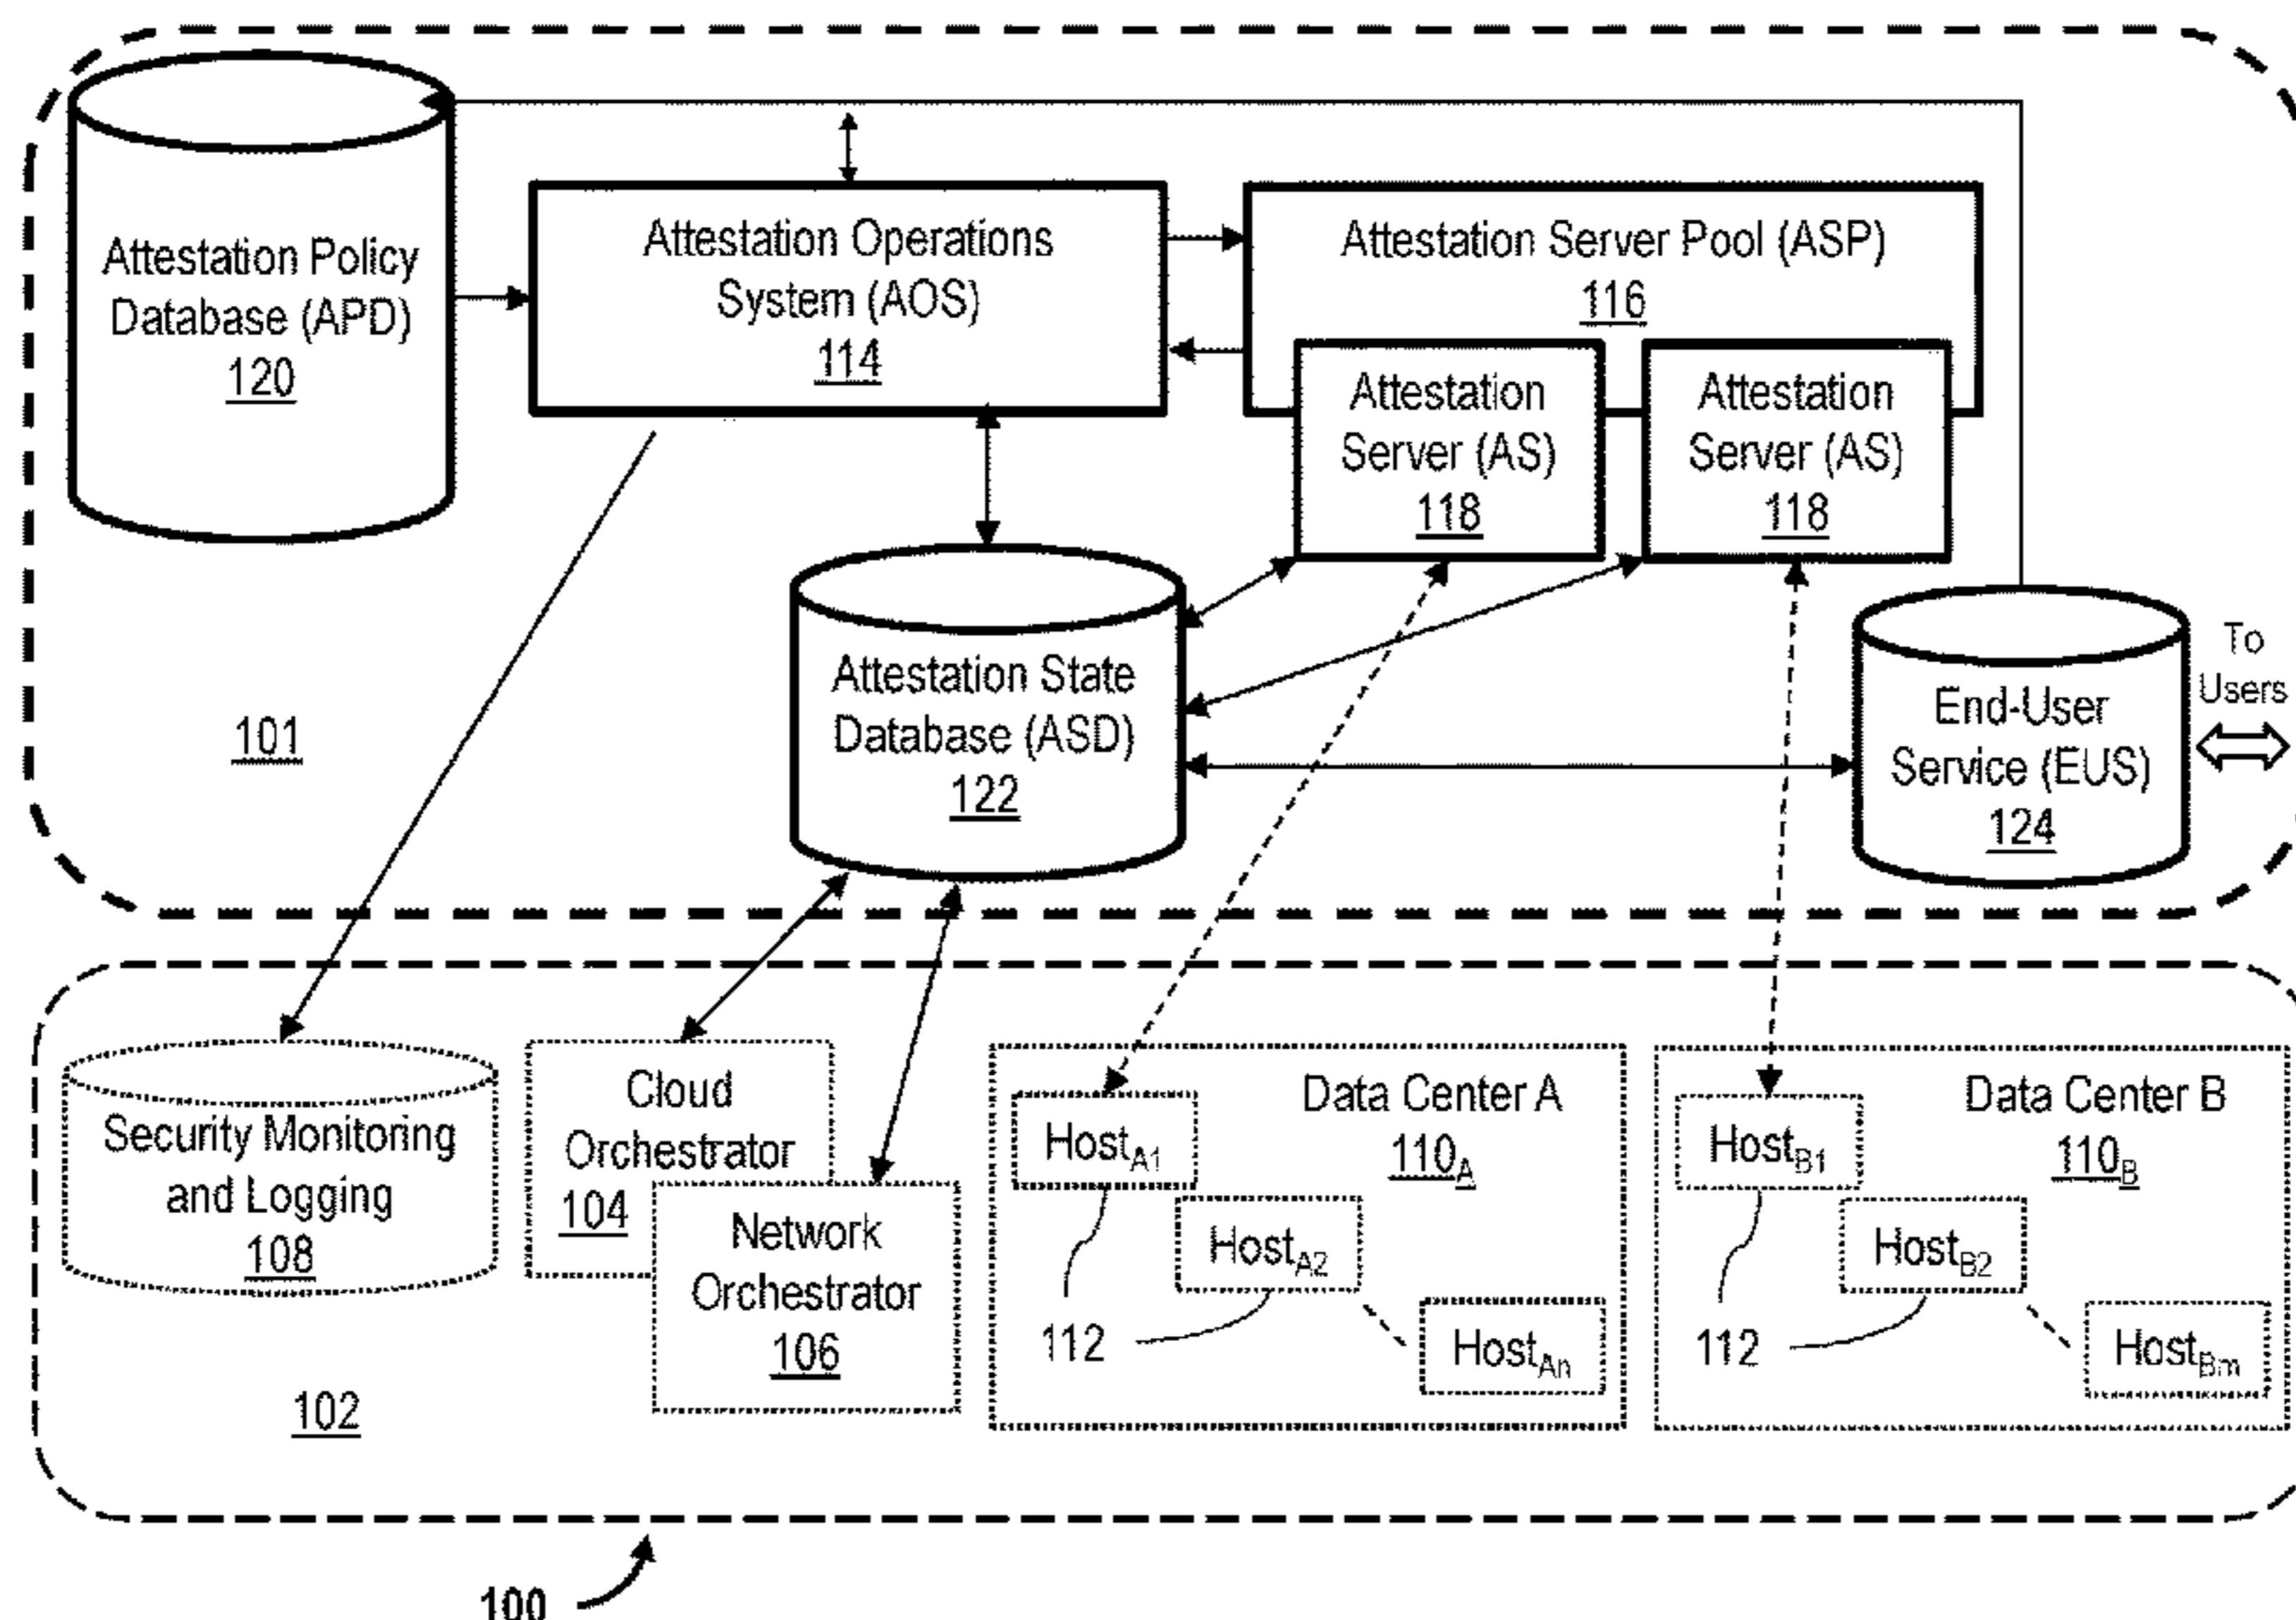 Attestation Policy
Database (APD)
120
Attestation Operations
System (AOS)
114
Attestation Server Pool (ASP)
116
Attestation
Server (AS)
118
Attestation
Server (AS)
118
Attestation State
Database (ASD)
122
End-User
Service (EUS)
124
To
Users
101
Security Monitoring
and Logging
108
Cloud
Orchestrator
104
Network
Orchestrator
106
Data Center A
110A
HostA1
HostA2
HostAn
112
Data Center B
110B
HostB1
HostB2
HostBm
112
102
100